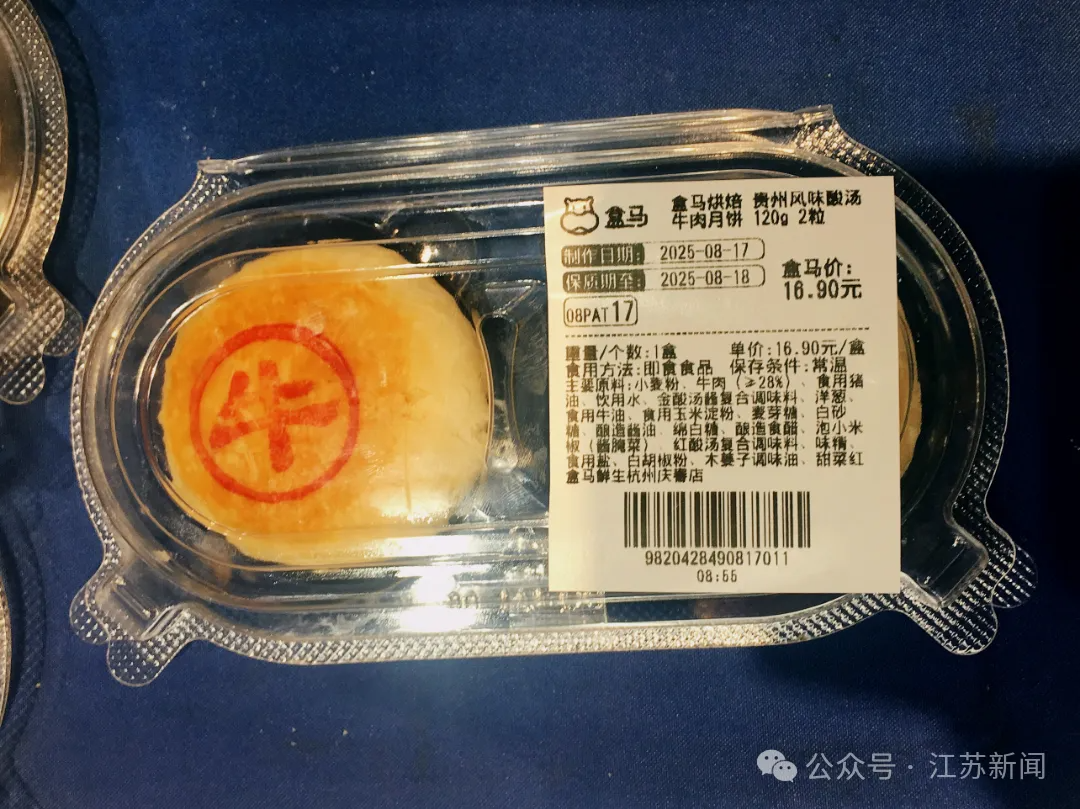 牛
盒马
盒马烘焙 贵州风味酸汤
牛肉月饼 120g 2粒
制作日期: 2025-08-17
保质期至: 2025-08-18
盒马价:
16.90元
08PAT 17
重量/个数:1盒 单价:16.90元/盒
食用方法:即食食品 保存条件:常温
主要原料:小麦粉、牛肉(≥28%)、食用猪
油、饮用水、金酸汤酱复合调味料、洋葱、
食用牛油、食用玉米淀粉、麦芽糖、白砂
糖、酿造酱油、绵白糖、酿造食醋、泡小米
椒(酱腌菜)、红酸汤复合调味料、味精、
食用盐、白胡椒粉、木姜子调味油、甜菜红
盒马鲜生杭州庆春店
9820428490817011
08:55
公众号·江苏新闻